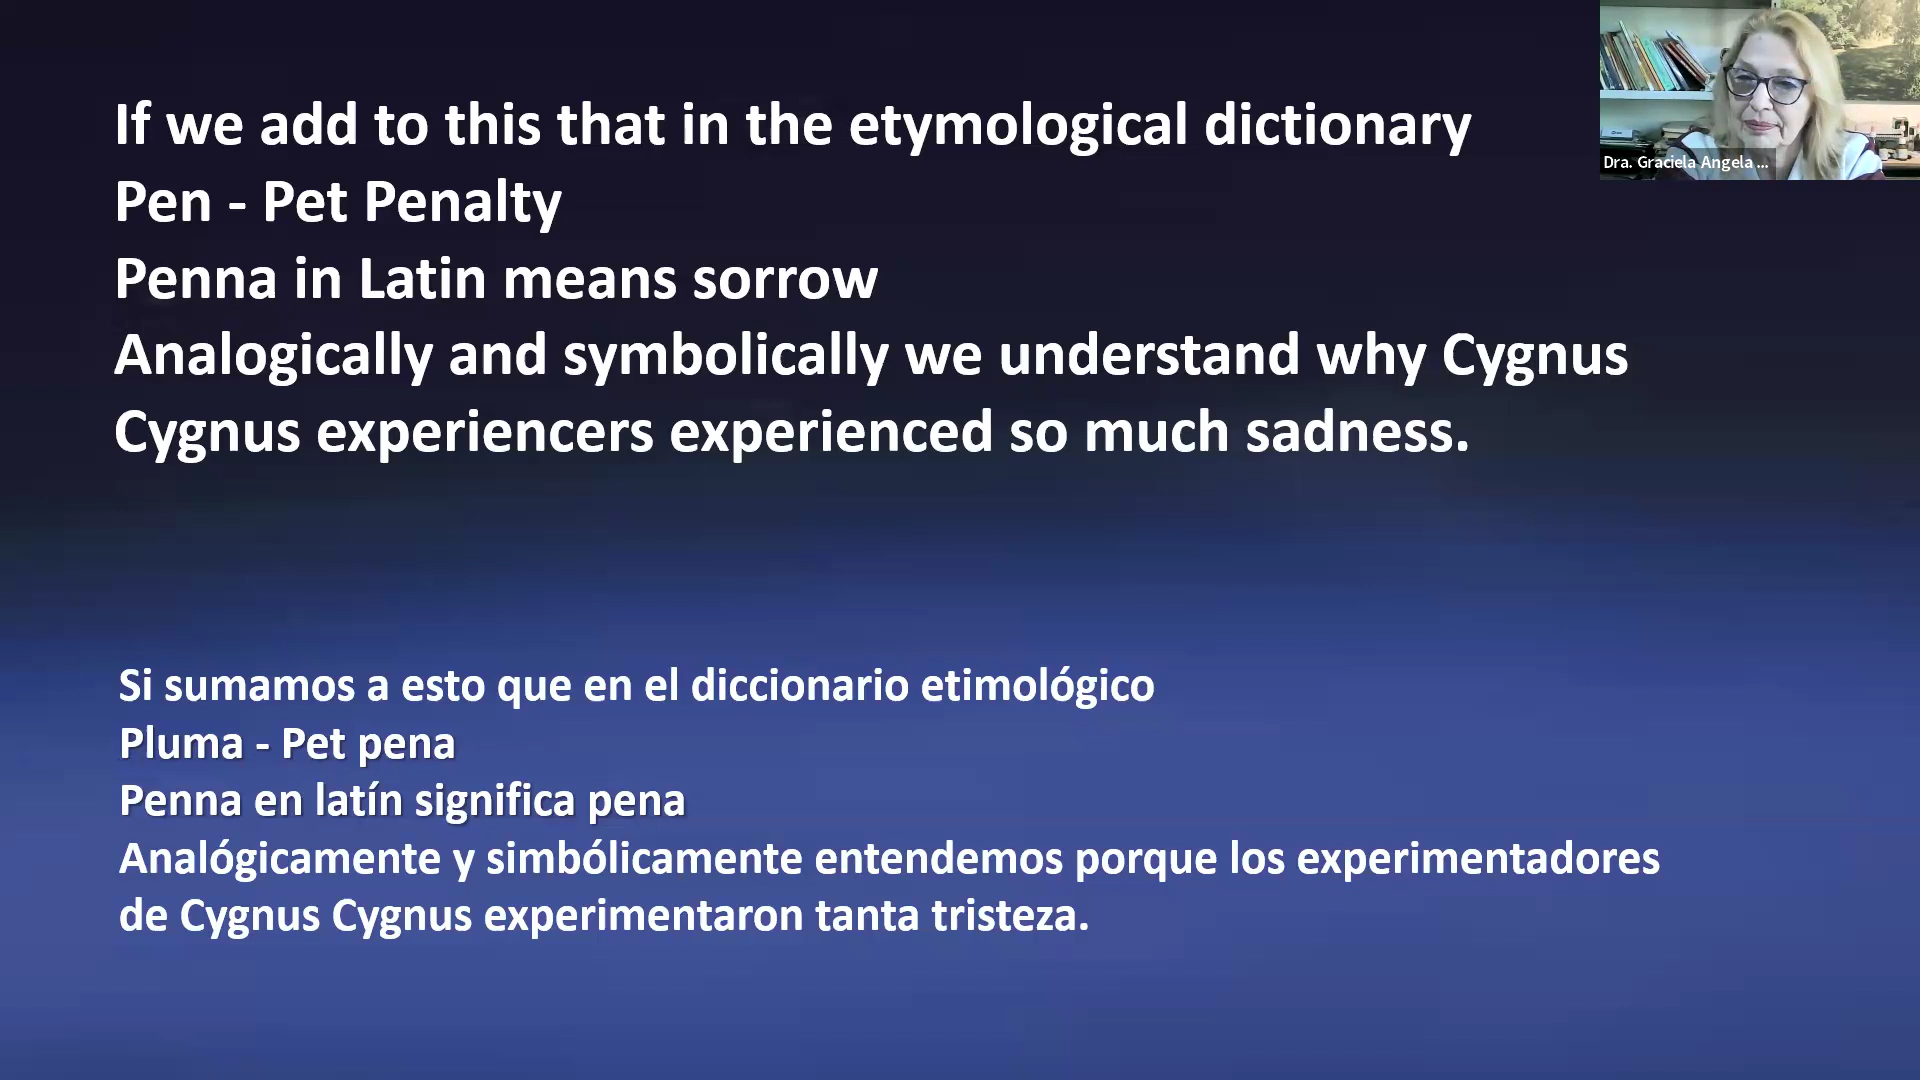 If we add to this that in the etymological dictionary
Pen - Pet Penalty
Penna in Latin means sorrow
Analogically and symbolically we understand why Cygnus
Cygnus experiencers experienced so much sadness.
Dra. Graciela Angela ...
Si sumamos a esto que en el diccionario etimológico
Pluma - Pet pena
Penna en latín significa pena
Analógicamente y simbólicamente entendemos porque los experimentadores
de Cygnus Cygnus experimentaron tanta tristeza.